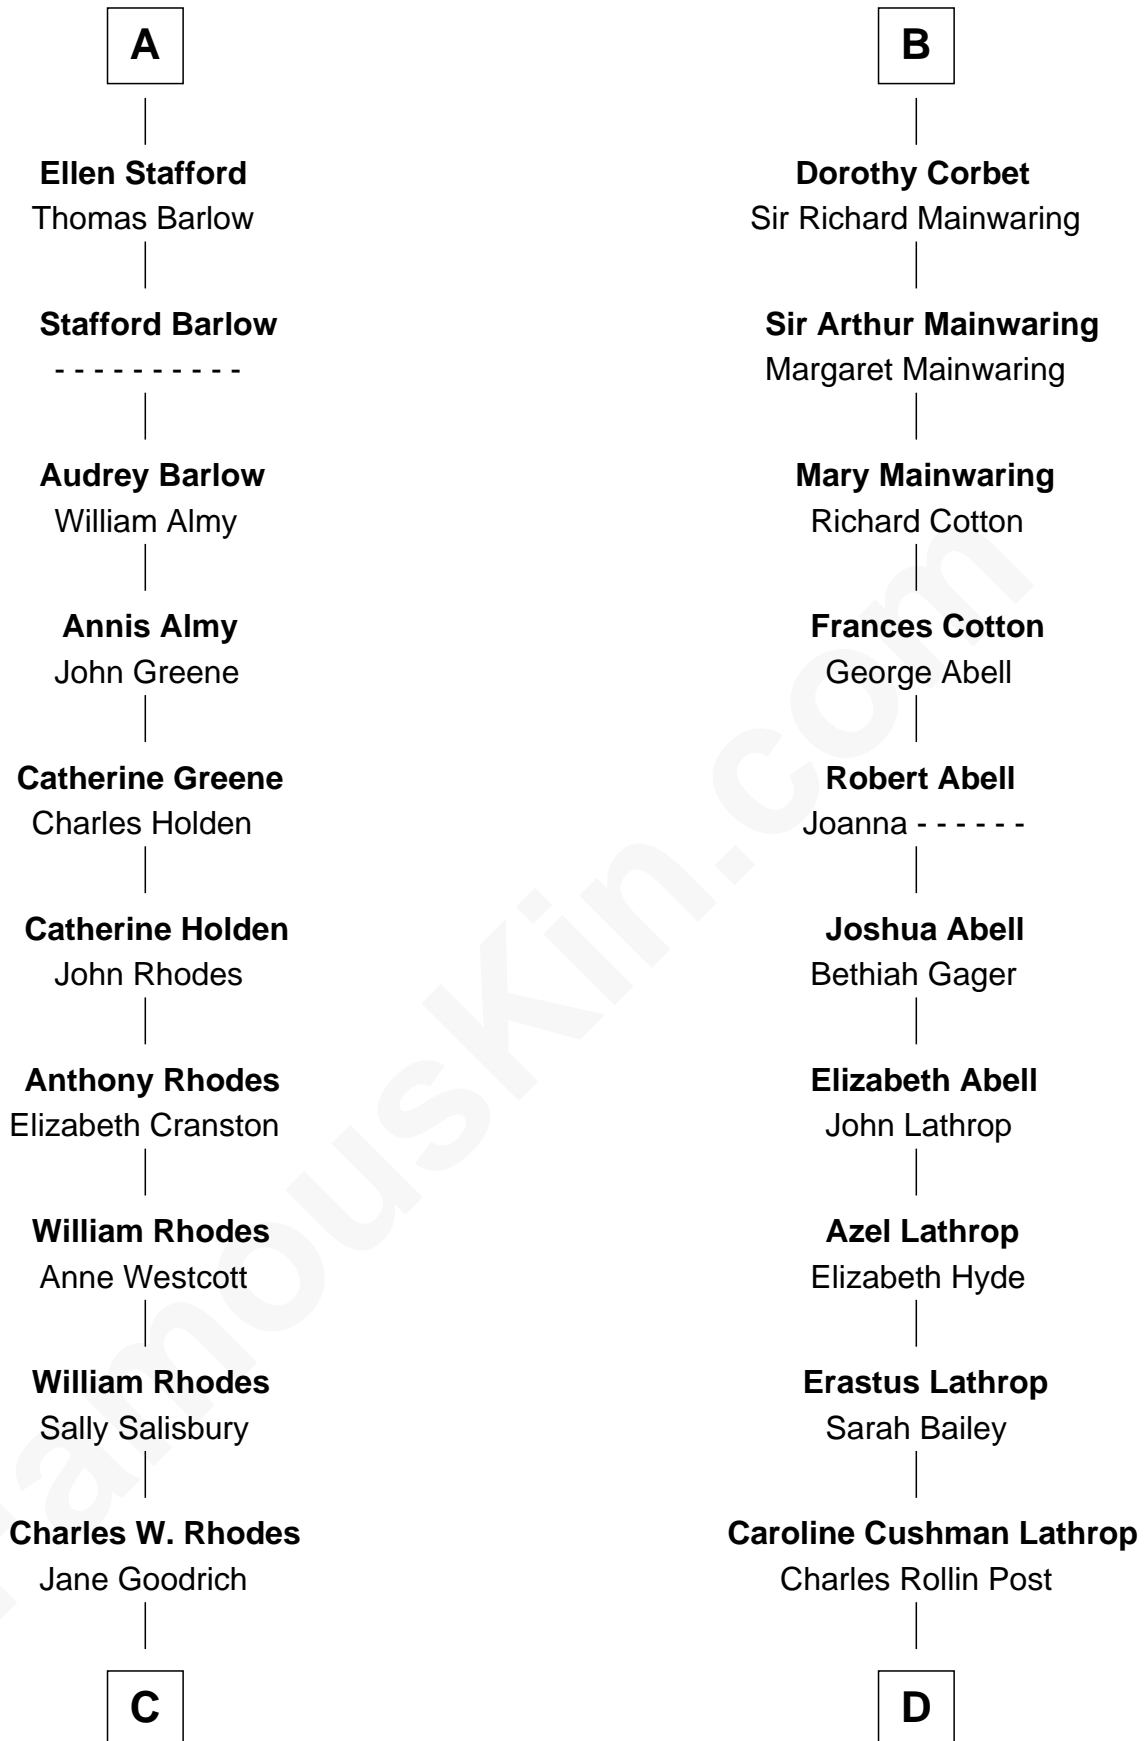 A
Ellen Stafford
Thomas Barlow
Stafford Barlow
- - - - - - - - - -
Audrey Barlow
William Almy
Annis Almy
John Greene
Catherine Greene
Charles Holden
Catherine Holden
John Rhodes
Anthony Rhodes
Elizabeth Cranston
William Rhodes
Anne Westcott
William Rhodes
Sally Salisbury
Charles W. Rhodes
Jane Goodrich
C
B
Dorothy Corbet
Sir Richard Mainwaring
Sir Arthur Mainwaring
Margaret Mainwaring
Mary Mainwaring
Richard Cotton
Frances Cotton
George Abell
Robert Abell
Joanna - - - - - -
Joshua Abell
Bethiah Gager
Elizabeth Abell
John Lathrop
Azel Lathrop
Elizabeth Hyde
Erastus Lathrop
Sarah Bailey
Caroline Cushman Lathrop
Charles Rollin Post
D
FamousKin.com